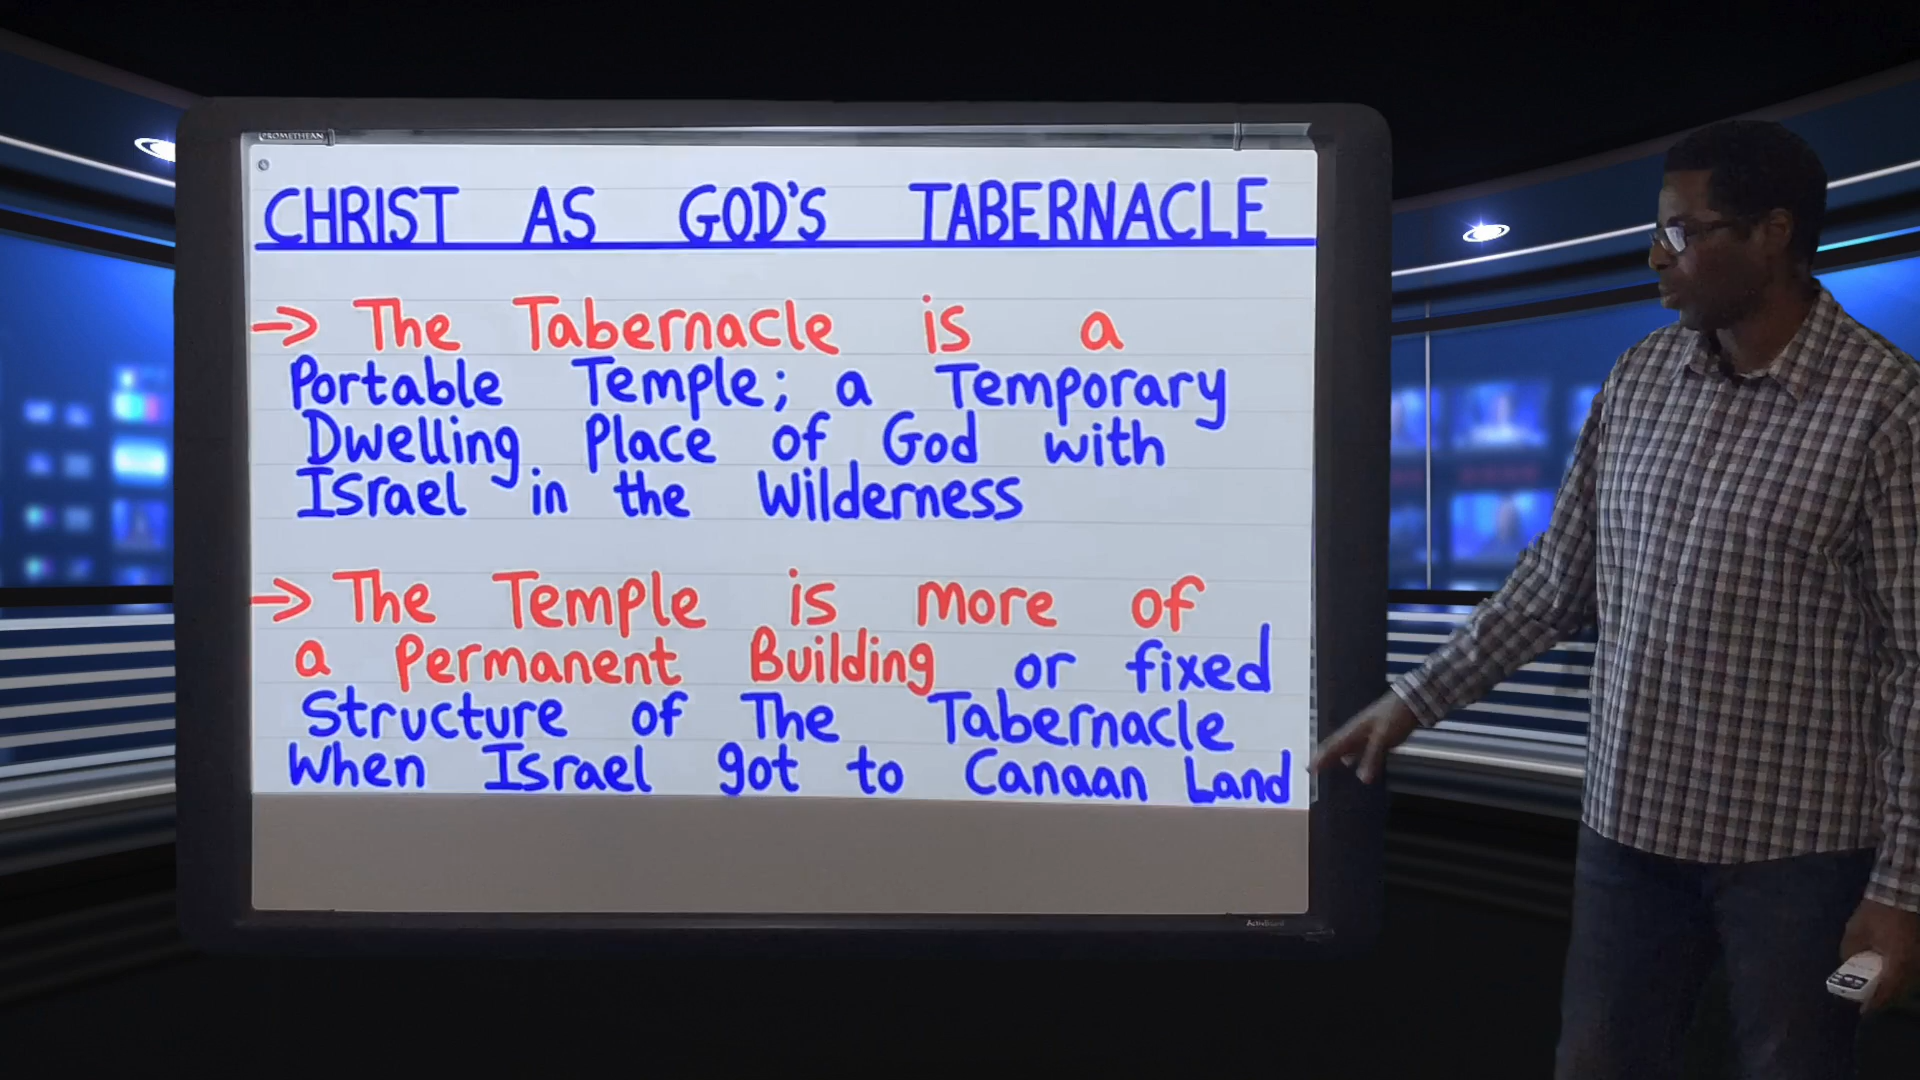 PROMETHEAN
CHRIST AS GOD'S TABERNACLE
→ The Tabernacle is a
Portable Temple; a Temporary
Dwelling Place of God with
Israel in the Wilderness
→ The Temple is more of
a Permanent Building or fixed
Structure of The Tabernacle
When Israel got to Canaan Land
ActivBoard